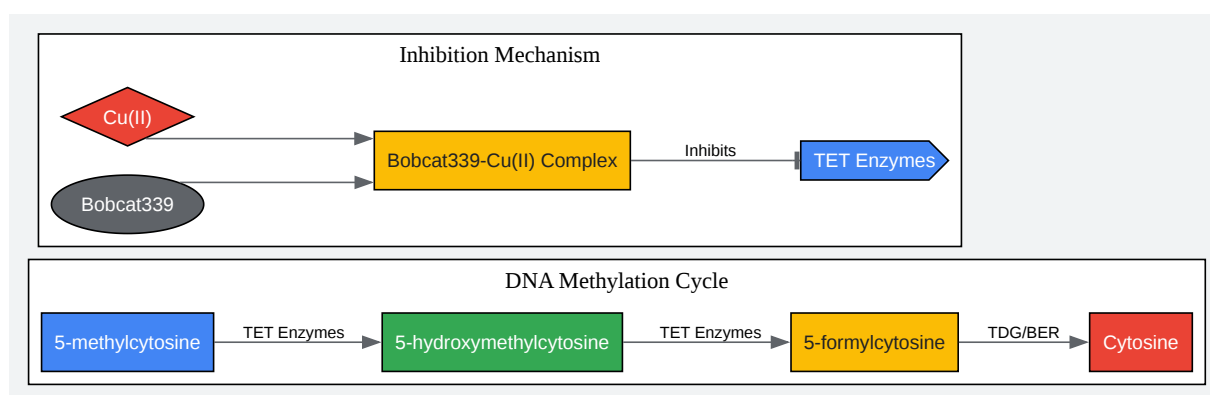 Inhibition Mechanism
Cu(II)
Bobcat339
Bobcat339-Cu(II) Complex
Inhibits
TET Enzymes
DNA Methylation Cycle
5-methylcytosine
TET Enzymes
5-hydroxymethylcytosine
TET Enzymes
5-formylcytosine
TDG/BER
Cytosine